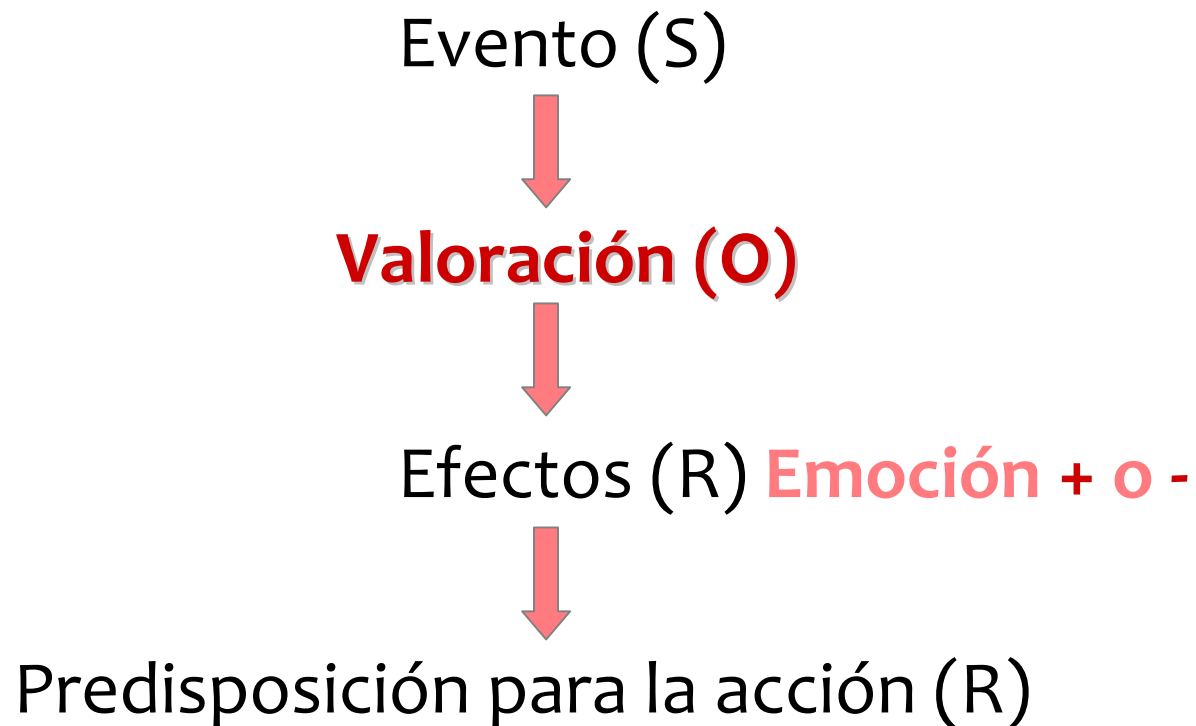 Evento (S)
Valoración (O)
Efectos (R) Emoción + o -
Predisposición para la acción (R)